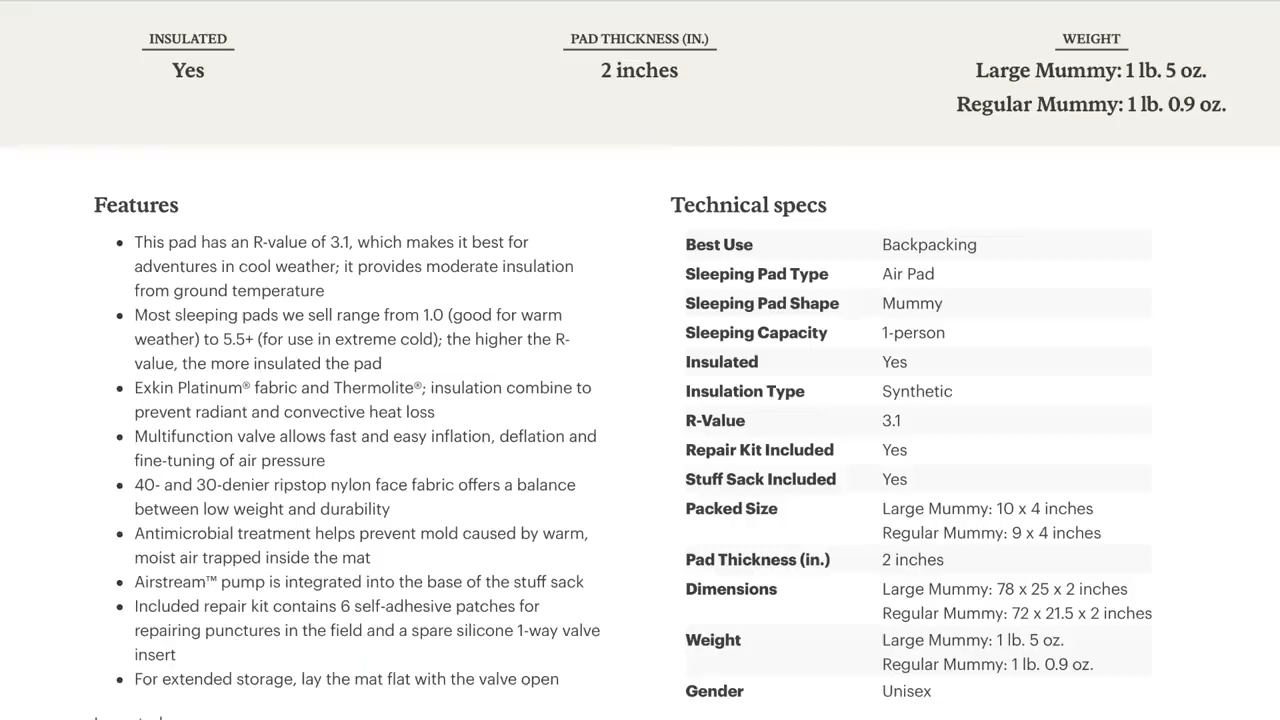 INSULATED
Yes
PAD THICKNESS (IN.)
2 inches
WEIGHT
Large Mummy: 1 lb. 5 oz.
Regular Mummy: 1 lb. 0.9 oz.
Features
• This pad has an R-value of 3.1, which makes it best for
adventures in cool weather; it provides moderate insulation
from ground temperature
• Most sleeping pads we sell range from 1.0 (good for warm
weather) to 5.5+ (for use in extreme cold); the higher the R-
value, the more insulated the pad
• Exkin Platinum® fabric and Thermolite®; insulation combine to
prevent radiant and convective heat loss
• Multifunction valve allows fast and easy inflation, deflation and
fine-tuning of air pressure
• 40- and 30-denier ripstop nylon face fabric offers a balance
between low weight and durability
• Antimicrobial treatment helps prevent mold caused by warm,
moist air trapped inside the mat
• Airstream™ pump is integrated into the base of the stuff sack
• Included repair kit contains 6 self-adhesive patches for
repairing punctures in the field and a spare silicone 1-way valve
insert
• For extended storage, lay the mat flat with the valve open
Technical specs
Best Use Backpacking
Sleeping Pad Type Air Pad
Sleeping Pad Shape Mummy
Sleeping Capacity 1-person
Insulated Yes
Insulation Type Synthetic
R-Value 3.1
Repair Kit Included Yes
Stuff Sack Included Yes
Packed Size Large Mummy: 10 x 4 inches
Regular Mummy: 9 x 4 inches
Pad Thickness (in.) 2 inches
Dimensions Large Mummy: 78 x 25 x 2 inches
Regular Mummy: 72 x 21.5 x 2 inches
Weight Large Mummy: 1 lb. 5 oz.
Regular Mummy: 1 lb. 0.9 oz.
Gender Unisex